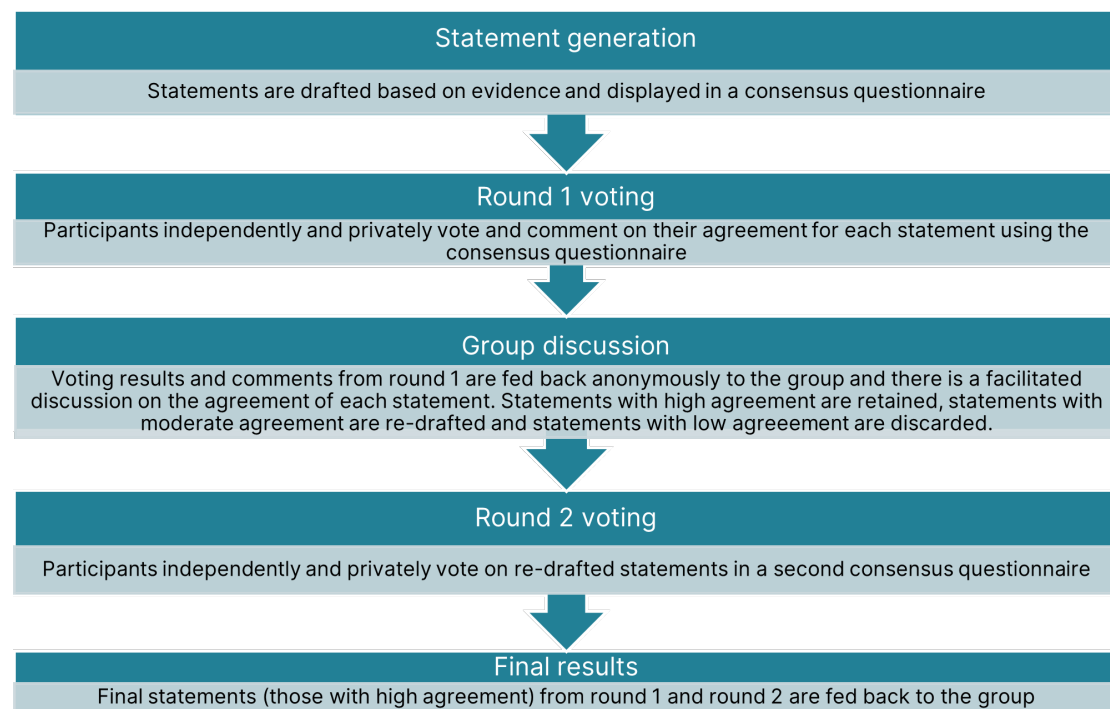 Statement generation
Statements are drafted based on evidence and displayed in a consensus questionnaire
Round 1 voting
Participants independently and privately vote and comment on their agreement for each statement using the
consensus questionnaire
Group discussion
Voting results and comments from round 1 are fed back anonymously to the group and there is a facilitated
discussion on the agreement of each statement. Statements with high agreement are retained, statements with
moderate agreement are re-drafted and statements with low agreeement are discarded.
Round 2 voting
Participants independently and privately vote on re-drafted statements in a second consensus questionnaire
Final results
Final statements (those with high agreement) from round 1 and round 2 are fed back to the group